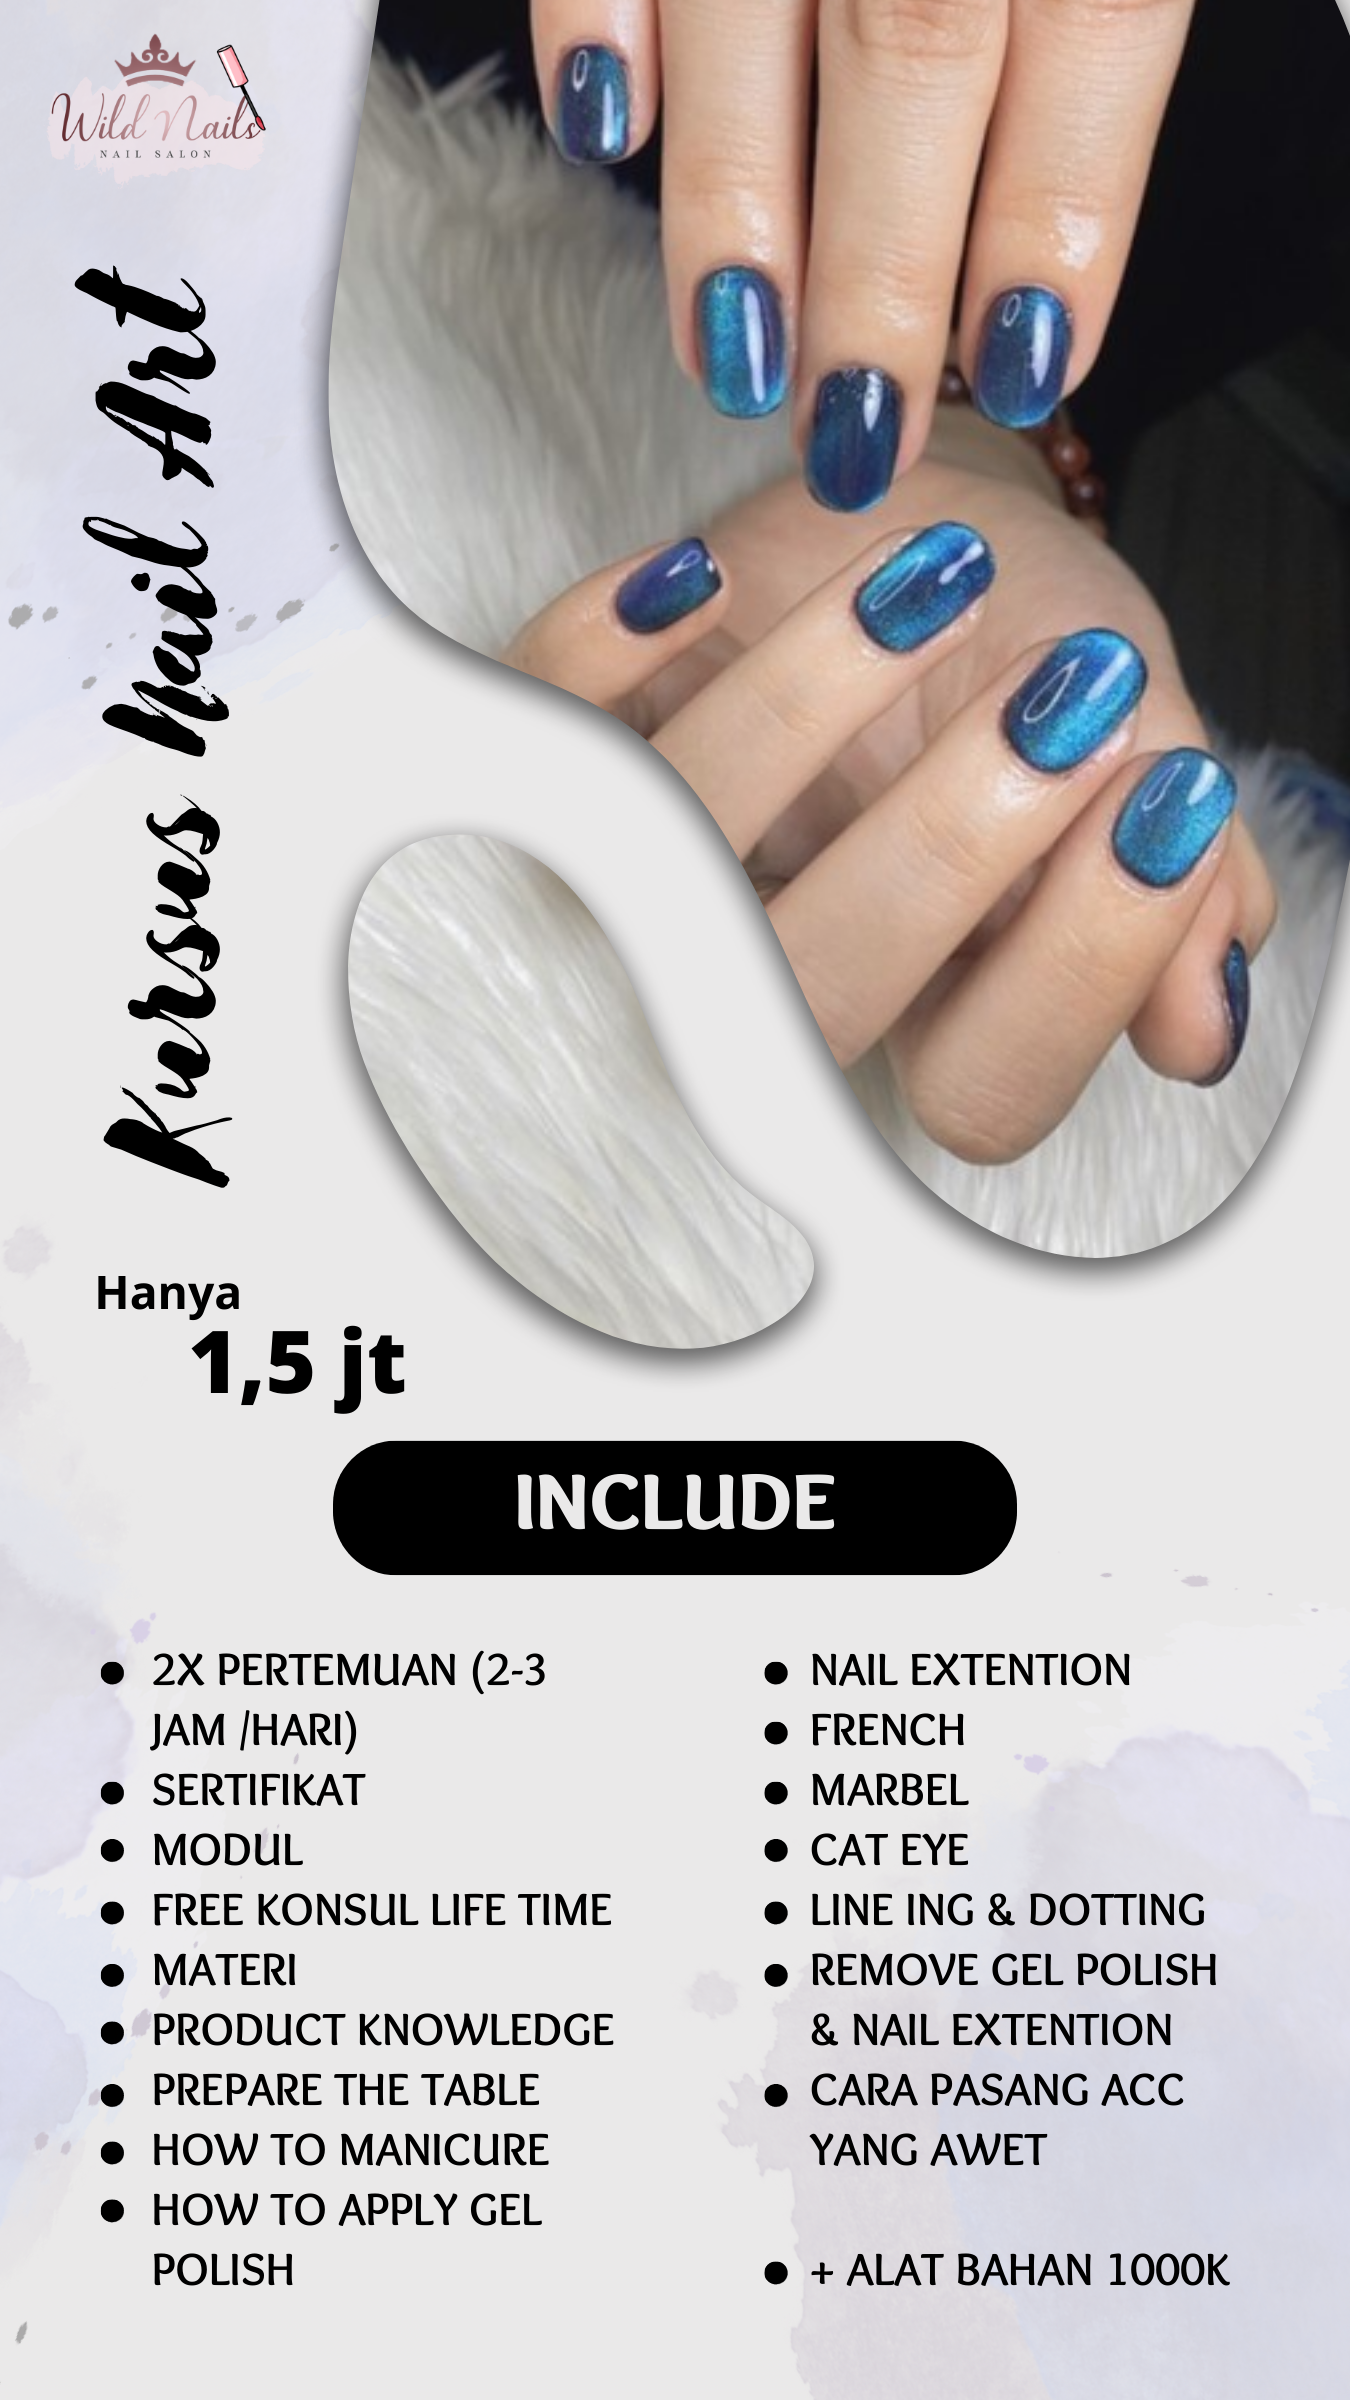 Wild Nails
NAIL SALON
Kursus Nail Art
Hanya
1,5 jt
INCLUDE
2X PERTEMUAN (2-3
JAM /HARI)
SERTIFIKAT
MODUL
FREE KONSUL LIFE TIME
MATERI
PRODUCT KNOWLEDGE
PREPARE THE TABLE
HOW TO MANICURE
HOW TO APPLY GEL
POLISH
NAIL EXTENTION
FRENCH
MARBEL
CAT EYE
LINE ING & DOTTING
REMOVE GEL POLISH
& NAIL EXTENTION
CARA PASANG ACC
YANG AWET
+ ALAT BAHAN 1000K